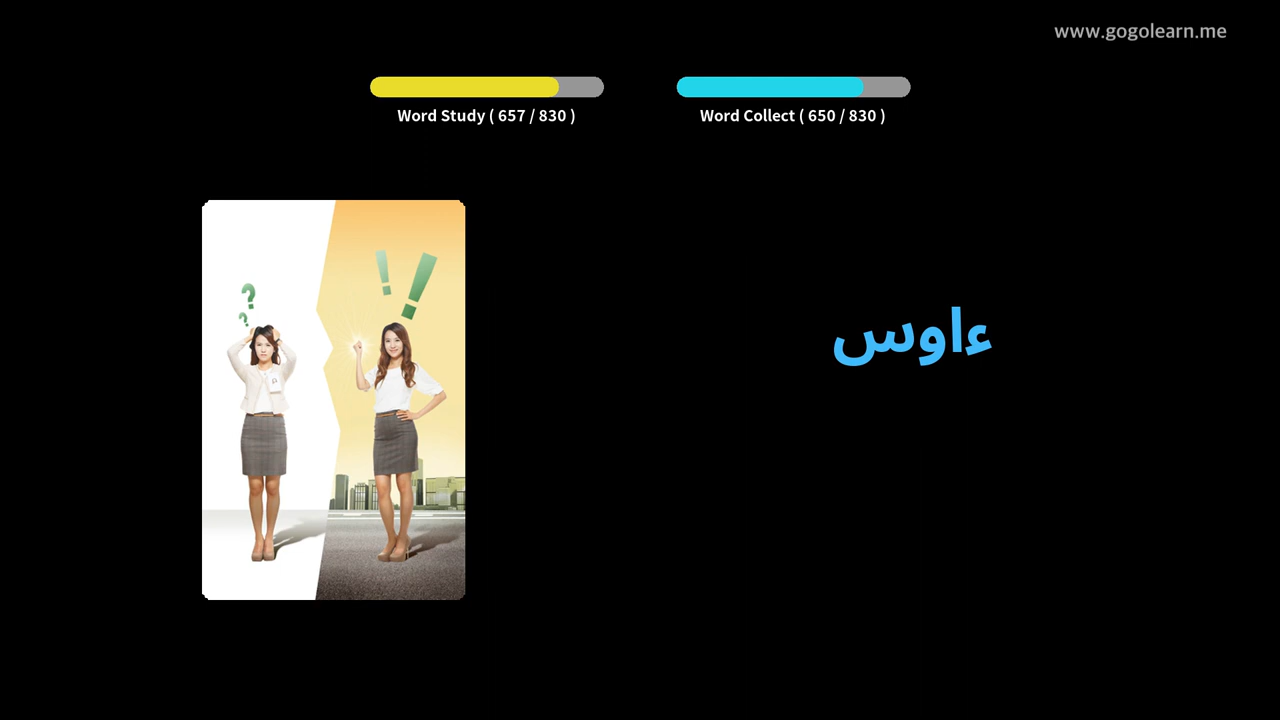 www.gogolearn.me
Word Study ( 657 / 830 )
Word Collect ( 650 / 830 )
? ?
! !
ءاوس